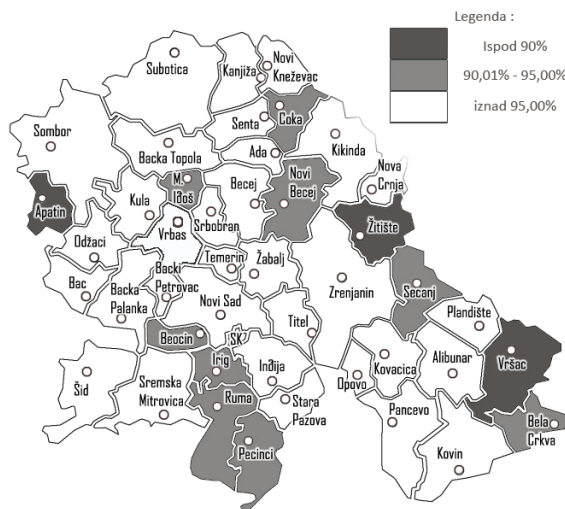 Legenda :
Ispod 90%
90,01% - 95,00%
iznad 95,00%
Subotica
Kanjiža
Novi
Kneževac
Sombor
Senta
Coka
Backa Topola
Ada
Kikinda
Apatin
Kula
M.
Iđoš
Becej
Novi
Becej
Nova
Crnja
Vrbas
Srbobran
Žitište
Odžaci
Temerin
Žabalj
Bac
Backa
Palanka
Backi
Petrovac
Novi Sad
Zrenjanin
Secanj
Titel
Plandište
Beocin
SK
Irig
Inđija
Opovo
Kovacica
Alibunar
Vršac
Šid
Sremska
Mitrovica
Ruma
Stara
Pazova
Pancevo
Bela
Crkva
Pecinci
Kovin